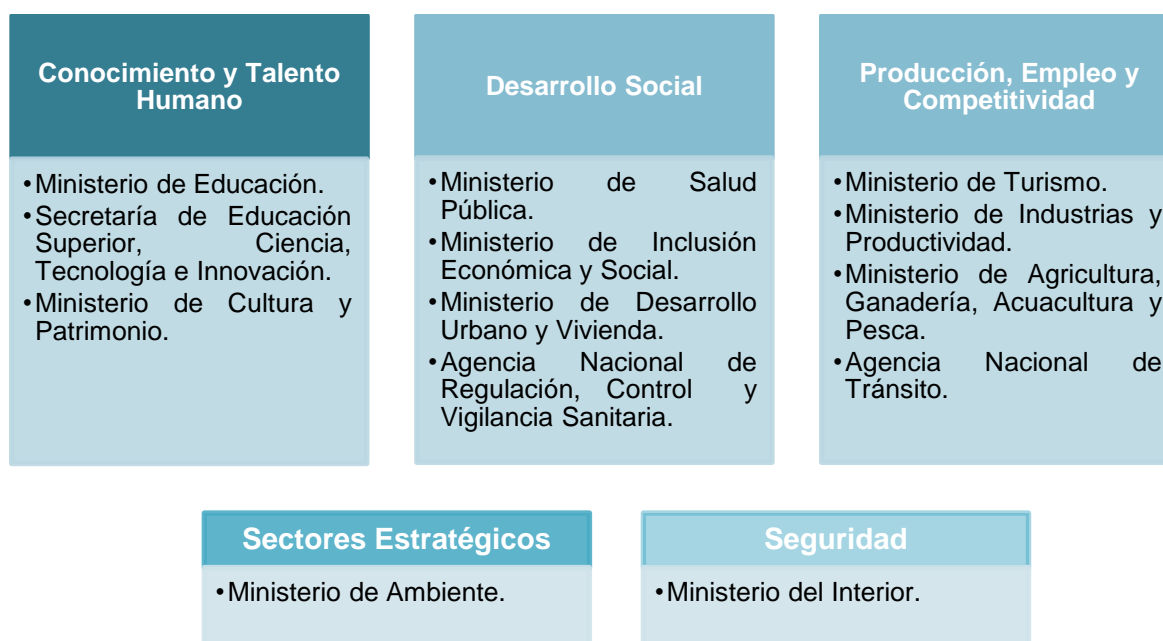 Conocimiento y Talento
Humano
•Ministerio de Educación.
•Secretaría de Educación
Superior, Ciencia,
Tecnología e Innovación.
•Ministerio de Cultura y
Patrimonio.
Desarrollo Social
•Ministerio de Salud
Pública.
•Ministerio de Inclusión
Económica y Social.
•Ministerio de Desarrollo
Urbano y Vivienda.
•Agencia Nacional de
Regulación, Control y
Vigilancia Sanitaria.
Producción, Empleo y
Competitividad
•Ministerio de Turismo.
•Ministerio de Industrias y
Productividad.
•Ministerio de Agricultura,
Ganadería, Acuacultura y
Pesca.
•Agencia Nacional de
Tránsito.
Sectores Estratégicos
•Ministerio de Ambiente.
Seguridad
•Ministerio del Interior.